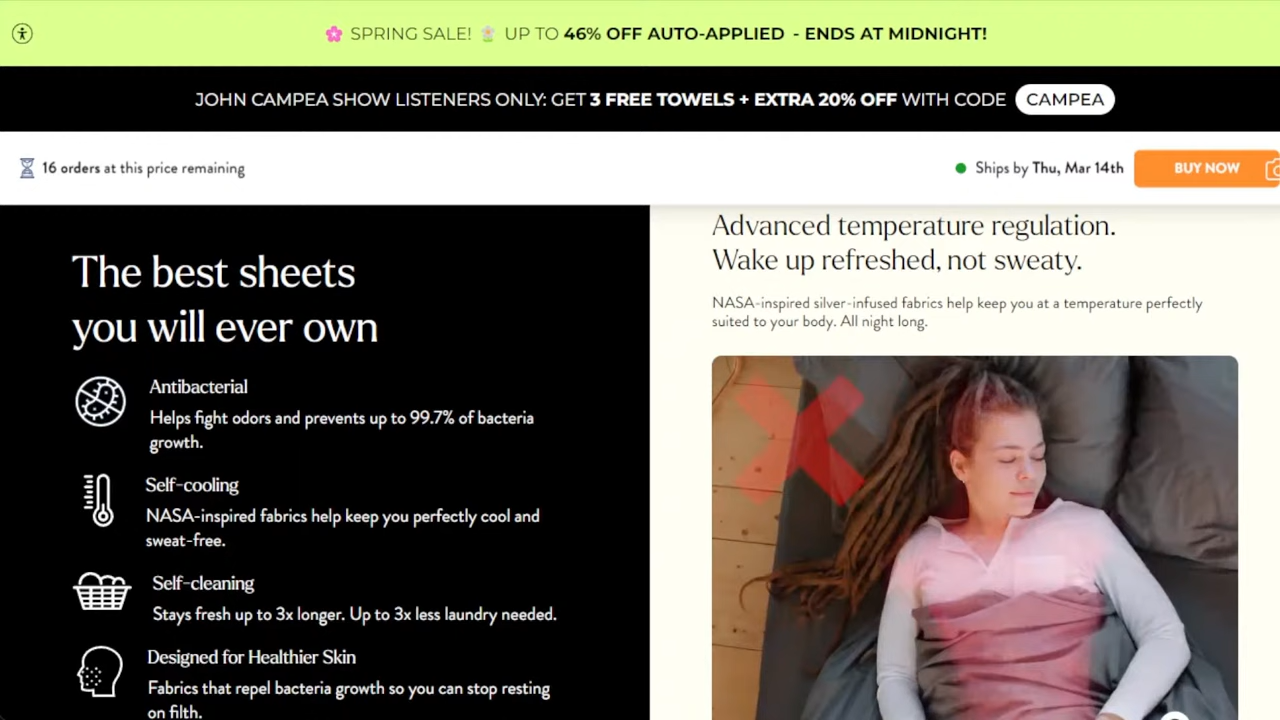 🌸 SPRING SALE! 🌼 UP TO 46% OFF AUTO-APPLIED - ENDS AT MIDNIGHT!
JOHN CAMPEA SHOW LISTENERS ONLY: GET 3 FREE TOWELS + EXTRA 20% OFF WITH CODE CAMPEA
16 orders at this price remaining
Ships by Thu, Mar 14th
BUY NOW
The best sheets
you will ever own
Antibacterial
Helps fight odors and prevents up to 99.7% of bacteria
growth.
Self-cooling
NASA-inspired fabrics help keep you perfectly cool and
sweat-free.
Self-cleaning
Stays fresh up to 3x longer. Up to 3x less laundry needed.
Designed for Healthier Skin
Fabrics that repel bacteria growth so you can stop resting
on filth.
Advanced temperature regulation.
Wake up refreshed, not sweaty.
NASA-inspired silver-infused fabrics help keep you at a temperature perfectly
suited to your body. All night long.